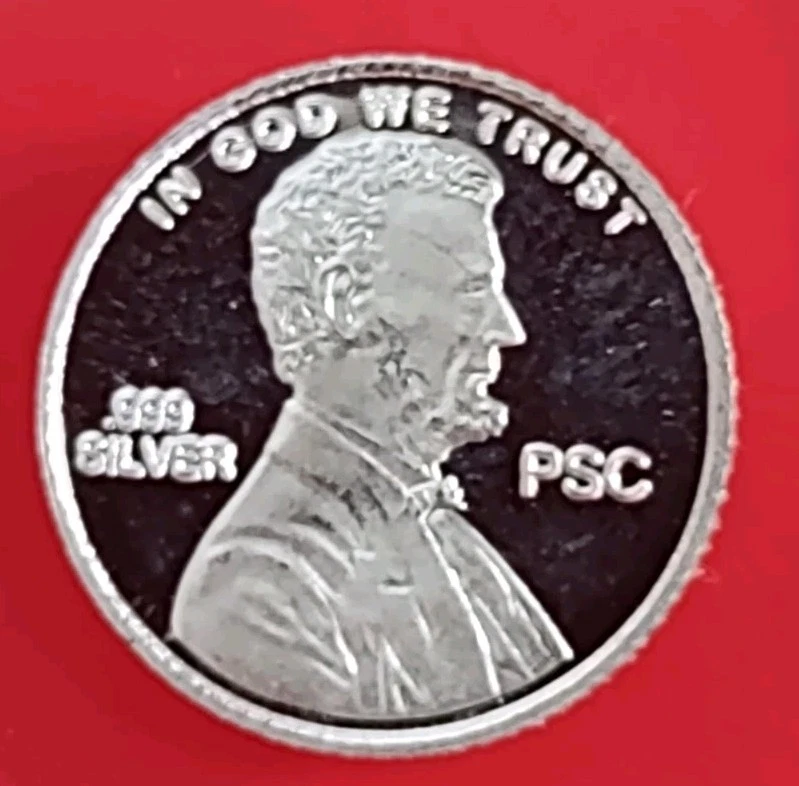 IN GOD WE TRUST
.999
SILVER
PSC